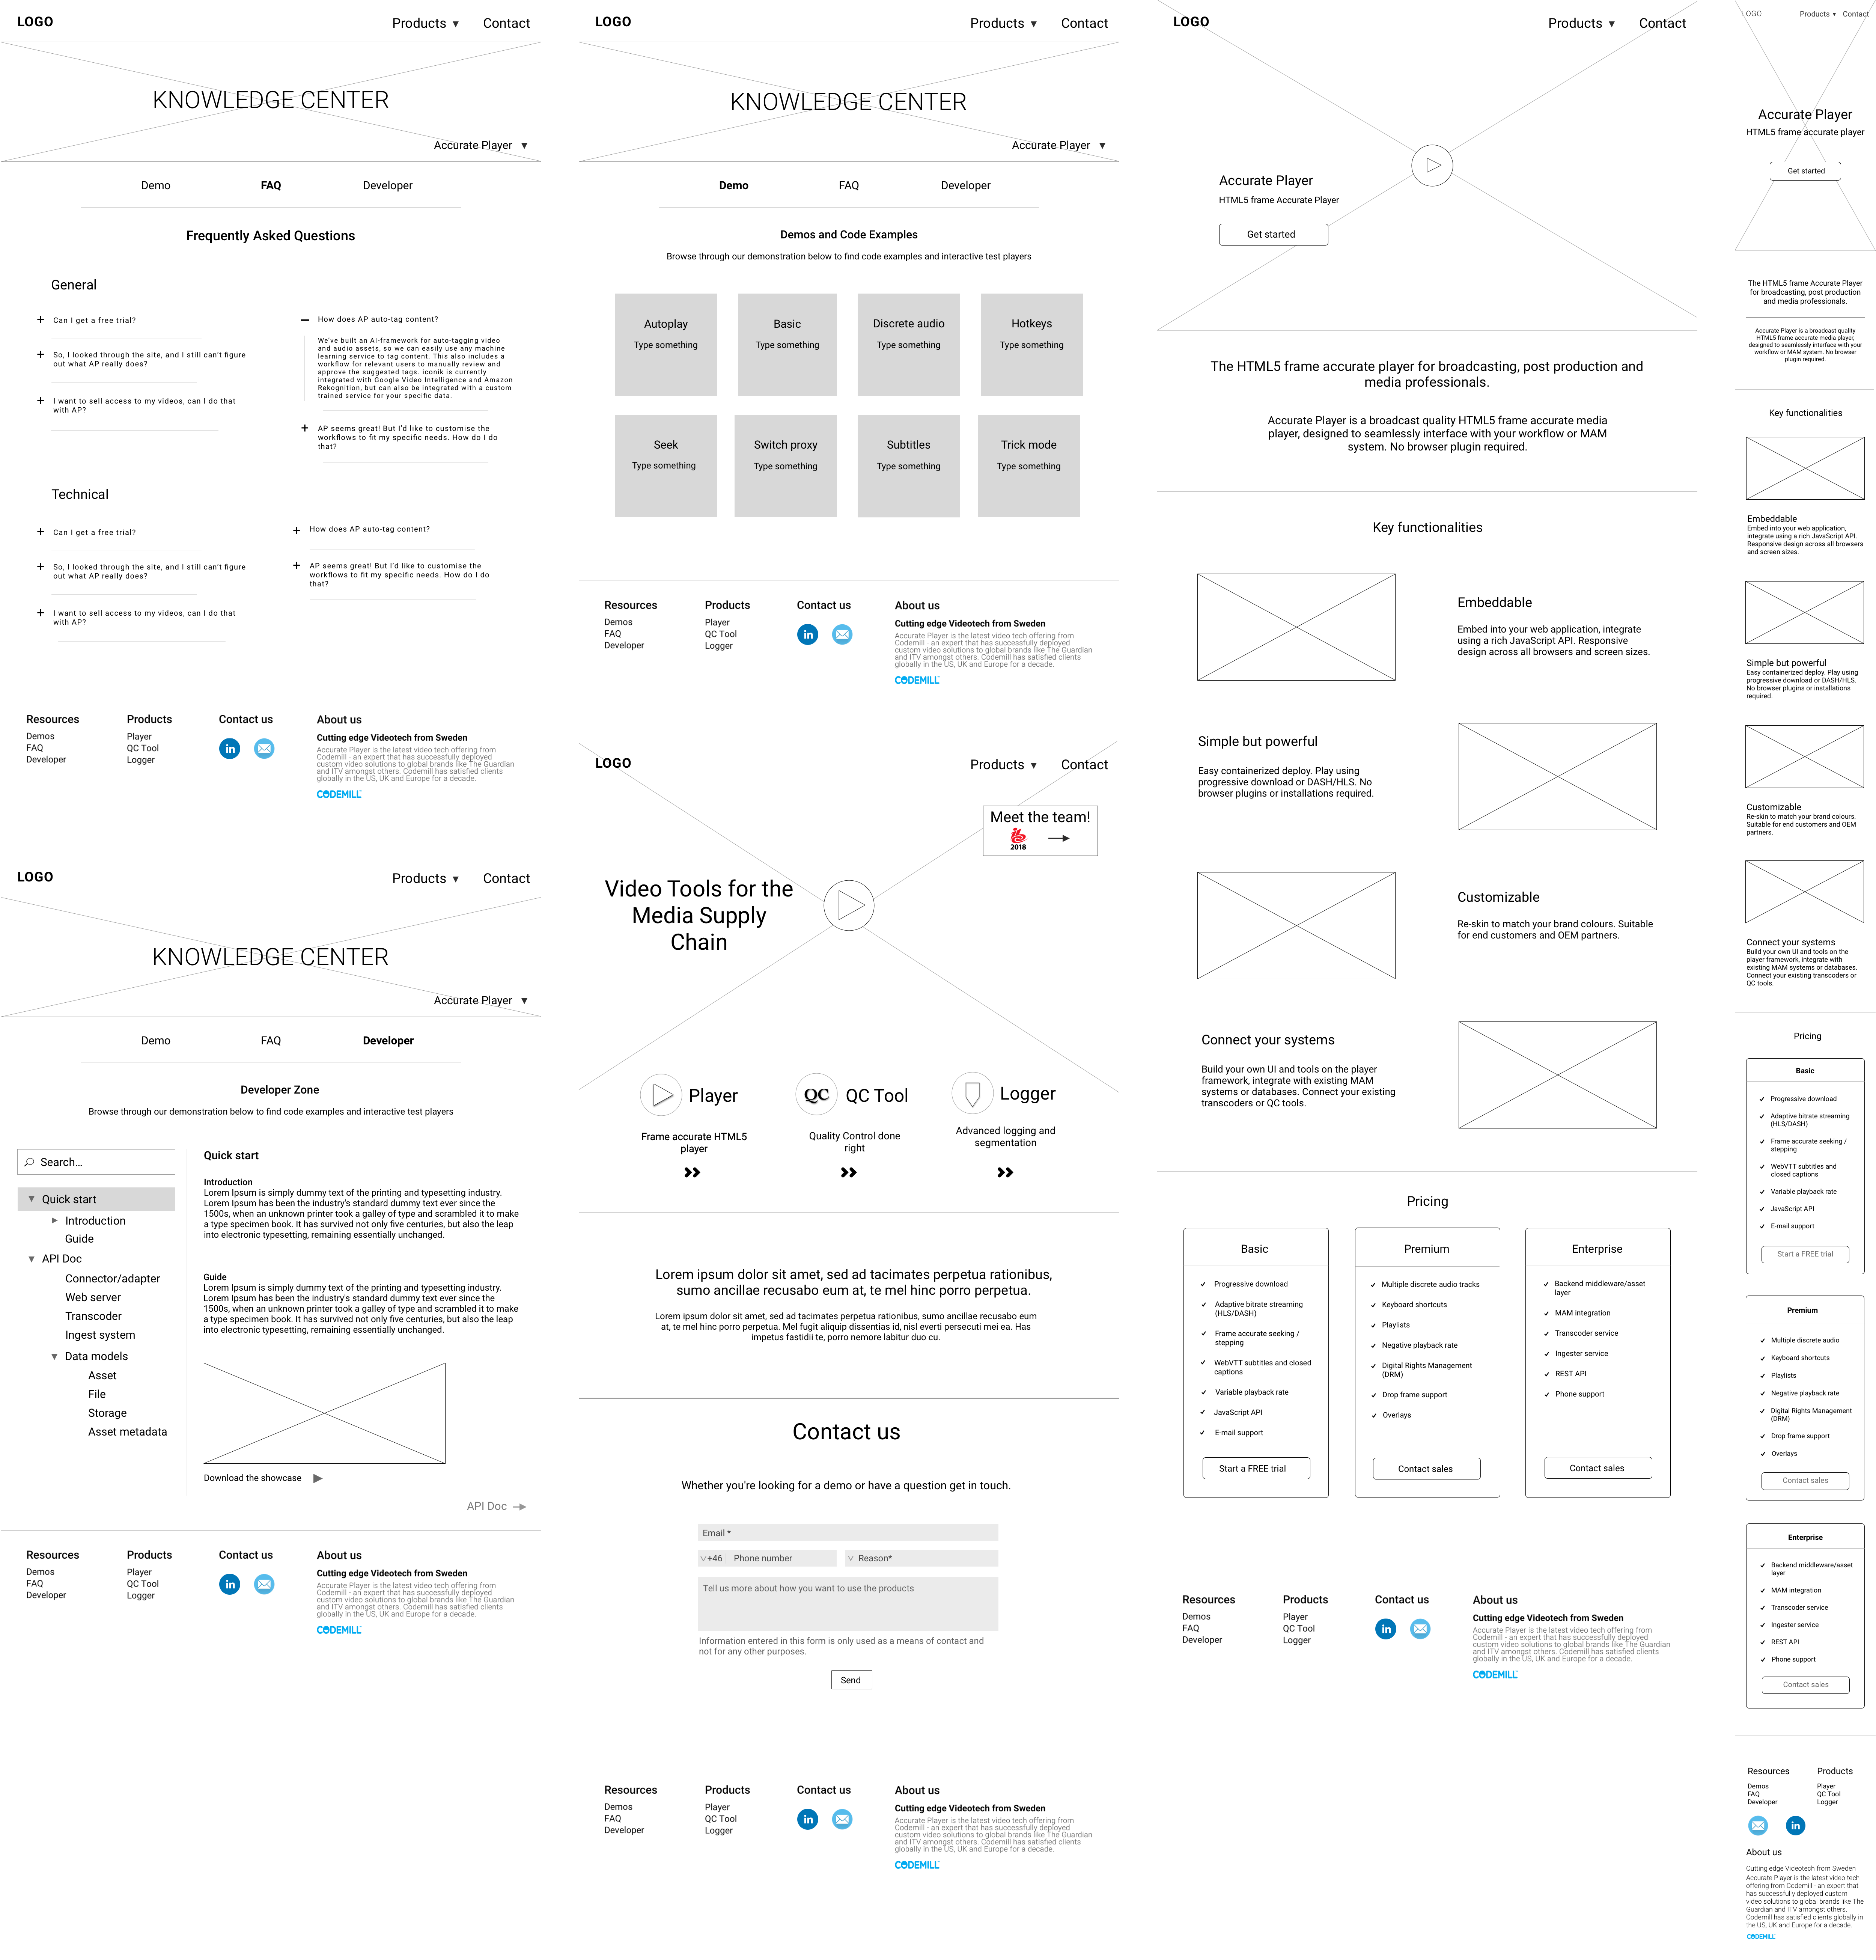 LOGO
Products ▼
Contact
KNOWLEDGE CENTER
Accurate Player ▼
Demo
FAQ
Developer
Frequently Asked Questions
General
+ Can I get a free trial?
+ So, I looked through the site, and I still can't figure
out what AP really does?
+ I want to sell access to my videos, can I do that
with AP?
– How does AP auto-tag content?
We've built an AI-framework for auto-tagging video
and audio assets, so we can easily use any machine
learning service to tag content. This also includes a
workflow for relevant users to manually review and
approve the suggested tags. iconik is currently
integrated with Google Video Intelligence and Amazon
Rekognition, but can also be integrated with a custom
trained service for your specific data.
+ AP seems great! But I'd like to customise the
workflows to fit my specific needs. How do I do
that?
Technical
+ Can I get a free trial?
+ So, I looked through the site, and I still can't figure
out what AP really does?
+ I want to sell access to my videos, can I do that
with AP?
+ How does AP auto-tag content?
+ AP seems great! But I'd like to customise the
workflows to fit my specific needs. How do I do
that?
Resources
Demos
FAQ
Developer
Products
Player
QC Tool
Logger
Contact us
in
About us
Cutting edge Videotech from Sweden
Accurate Player is the latest video tech offering from
Codemill - an expert that has successfully deployed
custom video solutions to global brands like The Guardian
and ITV amongst others. Codemill has satisfied clients
globally in the US, UK and Europe for a decade.
CODEMILL
LOGO
Products ▼
Contact
KNOWLEDGE CENTER
Accurate Player ▼
Demo
FAQ
Developer
Developer Zone
Browse through our demonstration below to find code examples and interactive test players
Search...
▼ Quick start
▶ Introduction
Guide
▼ API Doc
Connector/adapter
Web server
Transcoder
Ingest system
▼ Data models
Asset
File
Storage
Asset metadata
Quick start
Introduction
Lorem Ipsum is simply dummy text of the printing and typesetting industry.
Lorem Ipsum has been the industry's standard dummy text ever since the
1500s, when an unknown printer took a galley of type and scrambled it to make
a type specimen book. It has survived not only five centuries, but also the leap
into electronic typesetting, remaining essentially unchanged.
Guide
Lorem Ipsum is simply dummy text of the printing and typesetting industry.
Lorem Ipsum has been the industry's standard dummy text ever since the
1500s, when an unknown printer took a galley of type and scrambled it to make
a type specimen book. It has survived not only five centuries, but also the leap
into electronic typesetting, remaining essentially unchanged.
Download the showcase ▶
API Doc →
Resources
Demos
FAQ
Developer
Products
Player
QC Tool
Logger
Contact us
in
About us
Cutting edge Videotech from Sweden
Accurate Player is the latest video tech offering from
Codemill - an expert that has successfully deployed
custom video solutions to global brands like The Guardian
and ITV amongst others. Codemill has satisfied clients
globally in the US, UK and Europe for a decade.
CODEMILL
LOGO
Products ▼
Contact
KNOWLEDGE CENTER
Accurate Player ▼
Demo
FAQ
Developer
Demos and Code Examples
Browse through our demonstration below to find code examples and interactive test players
Autoplay
Type something
Basic
Type something
Discrete audio
Type something
Hotkeys
Type something
Seek
Type something
Switch proxy
Type something
Subtitles
Type something
Trick mode
Type something
Resources
Demos
FAQ
Developer
Products
Player
QC Tool
Logger
Contact us
in
About us
Cutting edge Videotech from Sweden
Accurate Player is the latest video tech offering from
Codemill - an expert that has successfully deployed
custom video solutions to global brands like The Guardian
and ITV amongst others. Codemill has satisfied clients
globally in the US, UK and Europe for a decade.
CODEMILL
LOGO
Products ▼
Contact
Meet the team!
2018
Video Tools for the
Media Supply
Chain
Player
Frame accurate HTML5
player
QC
QC Tool
Quality Control done
right
Logger
Advanced logging and
segmentation
Lorem ipsum dolor sit amet, sed ad tacimates perpetua rationibus,
sumo ancillae recusabo eum at, te mel hinc porro perpetua.
Lorem ipsum dolor sit amet, sed ad tacimates perpetua rationibus, sumo ancillae recusabo eum
at, te mel hinc porro perpetua. Mel fugit aliquip dissentias id, nisl everti persecuti mei ea. Has
impetus fastidii te, porro nemore labitur duo cu.
Contact us
Whether you're looking for a demo or have a question get in touch.
Email *
+46
Phone number
Reason*
Tell us more about how you want to use the products
Information entered in this form is only used as a means of contact and
not for any other purposes.
Send
Resources
Demos
FAQ
Developer
Products
Player
QC Tool
Logger
Contact us
in
About us
Cutting edge Videotech from Sweden
Accurate Player is the latest video tech offering from
Codemill - an expert that has successfully deployed
custom video solutions to global brands like The Guardian
and ITV amongst others. Codemill has satisfied clients
globally in the US, UK and Europe for a decade.
CODEMILL
LOGO
Products ▼
Contact
Accurate Player
HTML5 frame Accurate Player
Get started
The HTML5 frame accurate player for broadcasting, post production and
media professionals.
Accurate Player is a broadcast quality HTML5 frame accurate media
player, designed to seamlessly interface with your workflow or MAM
system. No browser plugin required.
Key functionalities
Embeddable
Embed into your web application, integrate
using a rich JavaScript API. Responsive
design across all browsers and screen sizes.
Simple but powerful
Easy containerized deploy. Play using
progressive download or DASH/HLS. No
browser plugins or installations required.
Customizable
Re-skin to match your brand colours. Suitable
for end customers and OEM partners.
Connect your systems
Build your own UI and tools on the player
framework, integrate with existing MAM
systems or databases. Connect your existing
transcoders or QC tools.
Pricing
Basic
✓ Progressive download
✓ Adaptive bitrate streaming
(HLS/DASH)
✓ Frame accurate seeking /
stepping
✓ WebVTT subtitles and closed
captions
✓ Variable playback rate
✓ JavaScript API
✓ E-mail support
Start a FREE trial
Premium
✓ Multiple discrete audio tracks
✓ Keyboard shortcuts
✓ Playlists
✓ Negative playback rate
✓ Digital Rights Management
(DRM)
✓ Drop frame support
✓ Overlays
Contact sales
Enterprise
✓ Backend middleware/asset
layer
✓ MAM integration
✓ Transcoder service
✓ Ingester service
✓ REST API
✓ Phone support
Contact sales
Resources
Demos
FAQ
Developer
Products
Player
QC Tool
Logger
Contact us
in
About us
Cutting edge Videotech from Sweden
Accurate Player is the latest video tech offering from
Codemill - an expert that has successfully deployed
custom video solutions to global brands like The Guardian
and ITV amongst others. Codemill has satisfied clients
globally in the US, UK and Europe for a decade.
CODEMILL
LOGO
Products ▼
Contact
Accurate Player
HTML5 frame accurate player
Get started
The HTML5 frame Accurate Player
for broadcasting, post production
and media professionals.
Accurate Player is a broadcast quality
HTML5 frame accurate media player,
designed to seamlessly interface with your
workflow or MAM system. No browser
plugin required.
Key functionalities
Embeddable
Embed into your web application,
integrate using a rich JavaScript API.
Responsive design across all browsers
and screen sizes.
Simple but powerful
Easy containerized deploy. Play using
progressive download or DASH/HLS.
No browser plugins or installations
required.
Customizable
Re-skin to match your brand colours.
Suitable for end customers and OEM
partners.
Connect your systems
Build your own UI and tools on the
player framework, integrate with
existing MAM systems or databases.
Connect your existing transcoders or
QC tools.
Pricing
Basic
✓ Progressive download
✓ Adaptive bitrate streaming
(HLS/DASH)
✓ Frame accurate seeking /
stepping
✓ WebVTT subtitles and
closed captions
✓ Variable playback rate
✓ JavaScript API
✓ E-mail support
Start a FREE trial
Premium
✓ Multiple discrete audio
✓ Keyboard shortcuts
✓ Playlists
✓ Negative playback rate
✓ Digital Rights Management
(DRM)
✓ Drop frame support
✓ Overlays
Contact sales
Enterprise
✓ Backend middleware/asset
layer
✓ MAM integration
✓ Transcoder service
✓ Ingester service
✓ REST API
✓ Phone support
Contact sales
Resources
Demos
FAQ
Developer
Products
Player
QC Tool
Logger
in
About us
Cutting edge Videotech from Sweden
Accurate Player is the latest video tech
offering from Codemill - an expert that
has successfully deployed custom
video solutions to global brands like The
Guardian and ITV amongst others.
Codemill has satisfied clients globally in
the US, UK and Europe for a decade.
CODEMILL